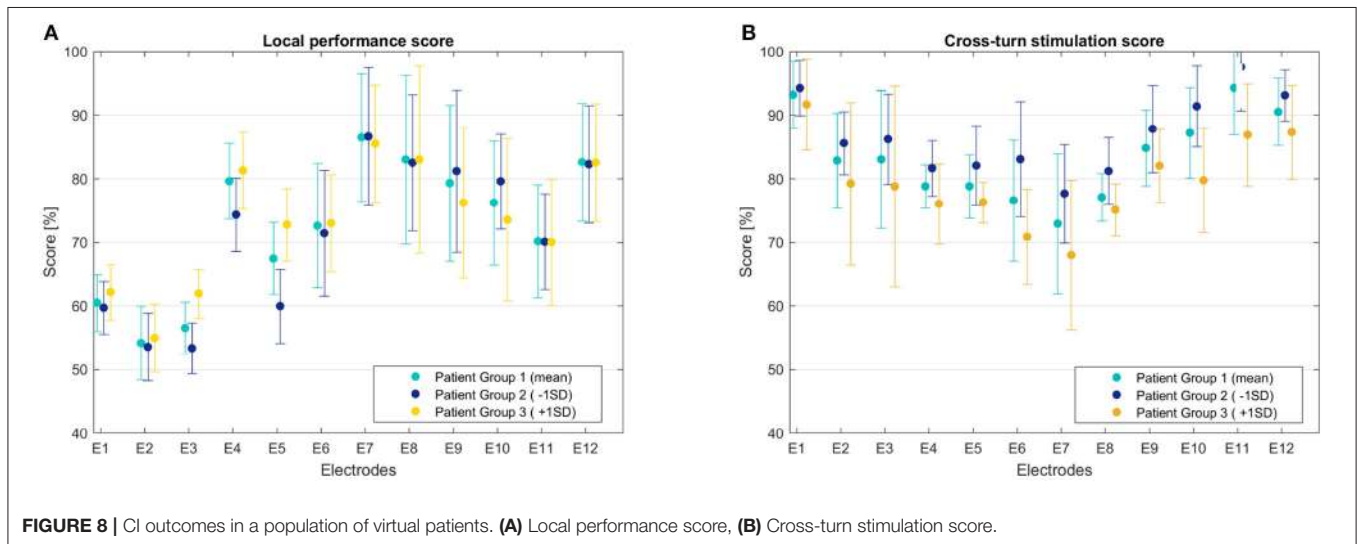 A
Local performance score
100
90
80
70
60
50
40
Score [%]
E1 E2 E3 E4 E5 E6 E7 E8 E9 E10 E11 E12
Electrodes
Patient Group 1 (mean)
Patient Group 2 ( -1SD)
Patient Group 3 ( +1SD)
B
Cross-turn stimulation score
100
90
80
70
60
50
40
Score [%]
E1 E2 E3 E4 E5 E6 E7 E8 E9 E10 E11 E12
Electrodes
Patient Group 1 (mean)
Patient Group 2 ( -1SD)
Patient Group 3 ( +1SD)
FIGURE 8 | CI outcomes in a population of virtual patients. (A) Local performance score, (B) Cross-turn stimulation score.